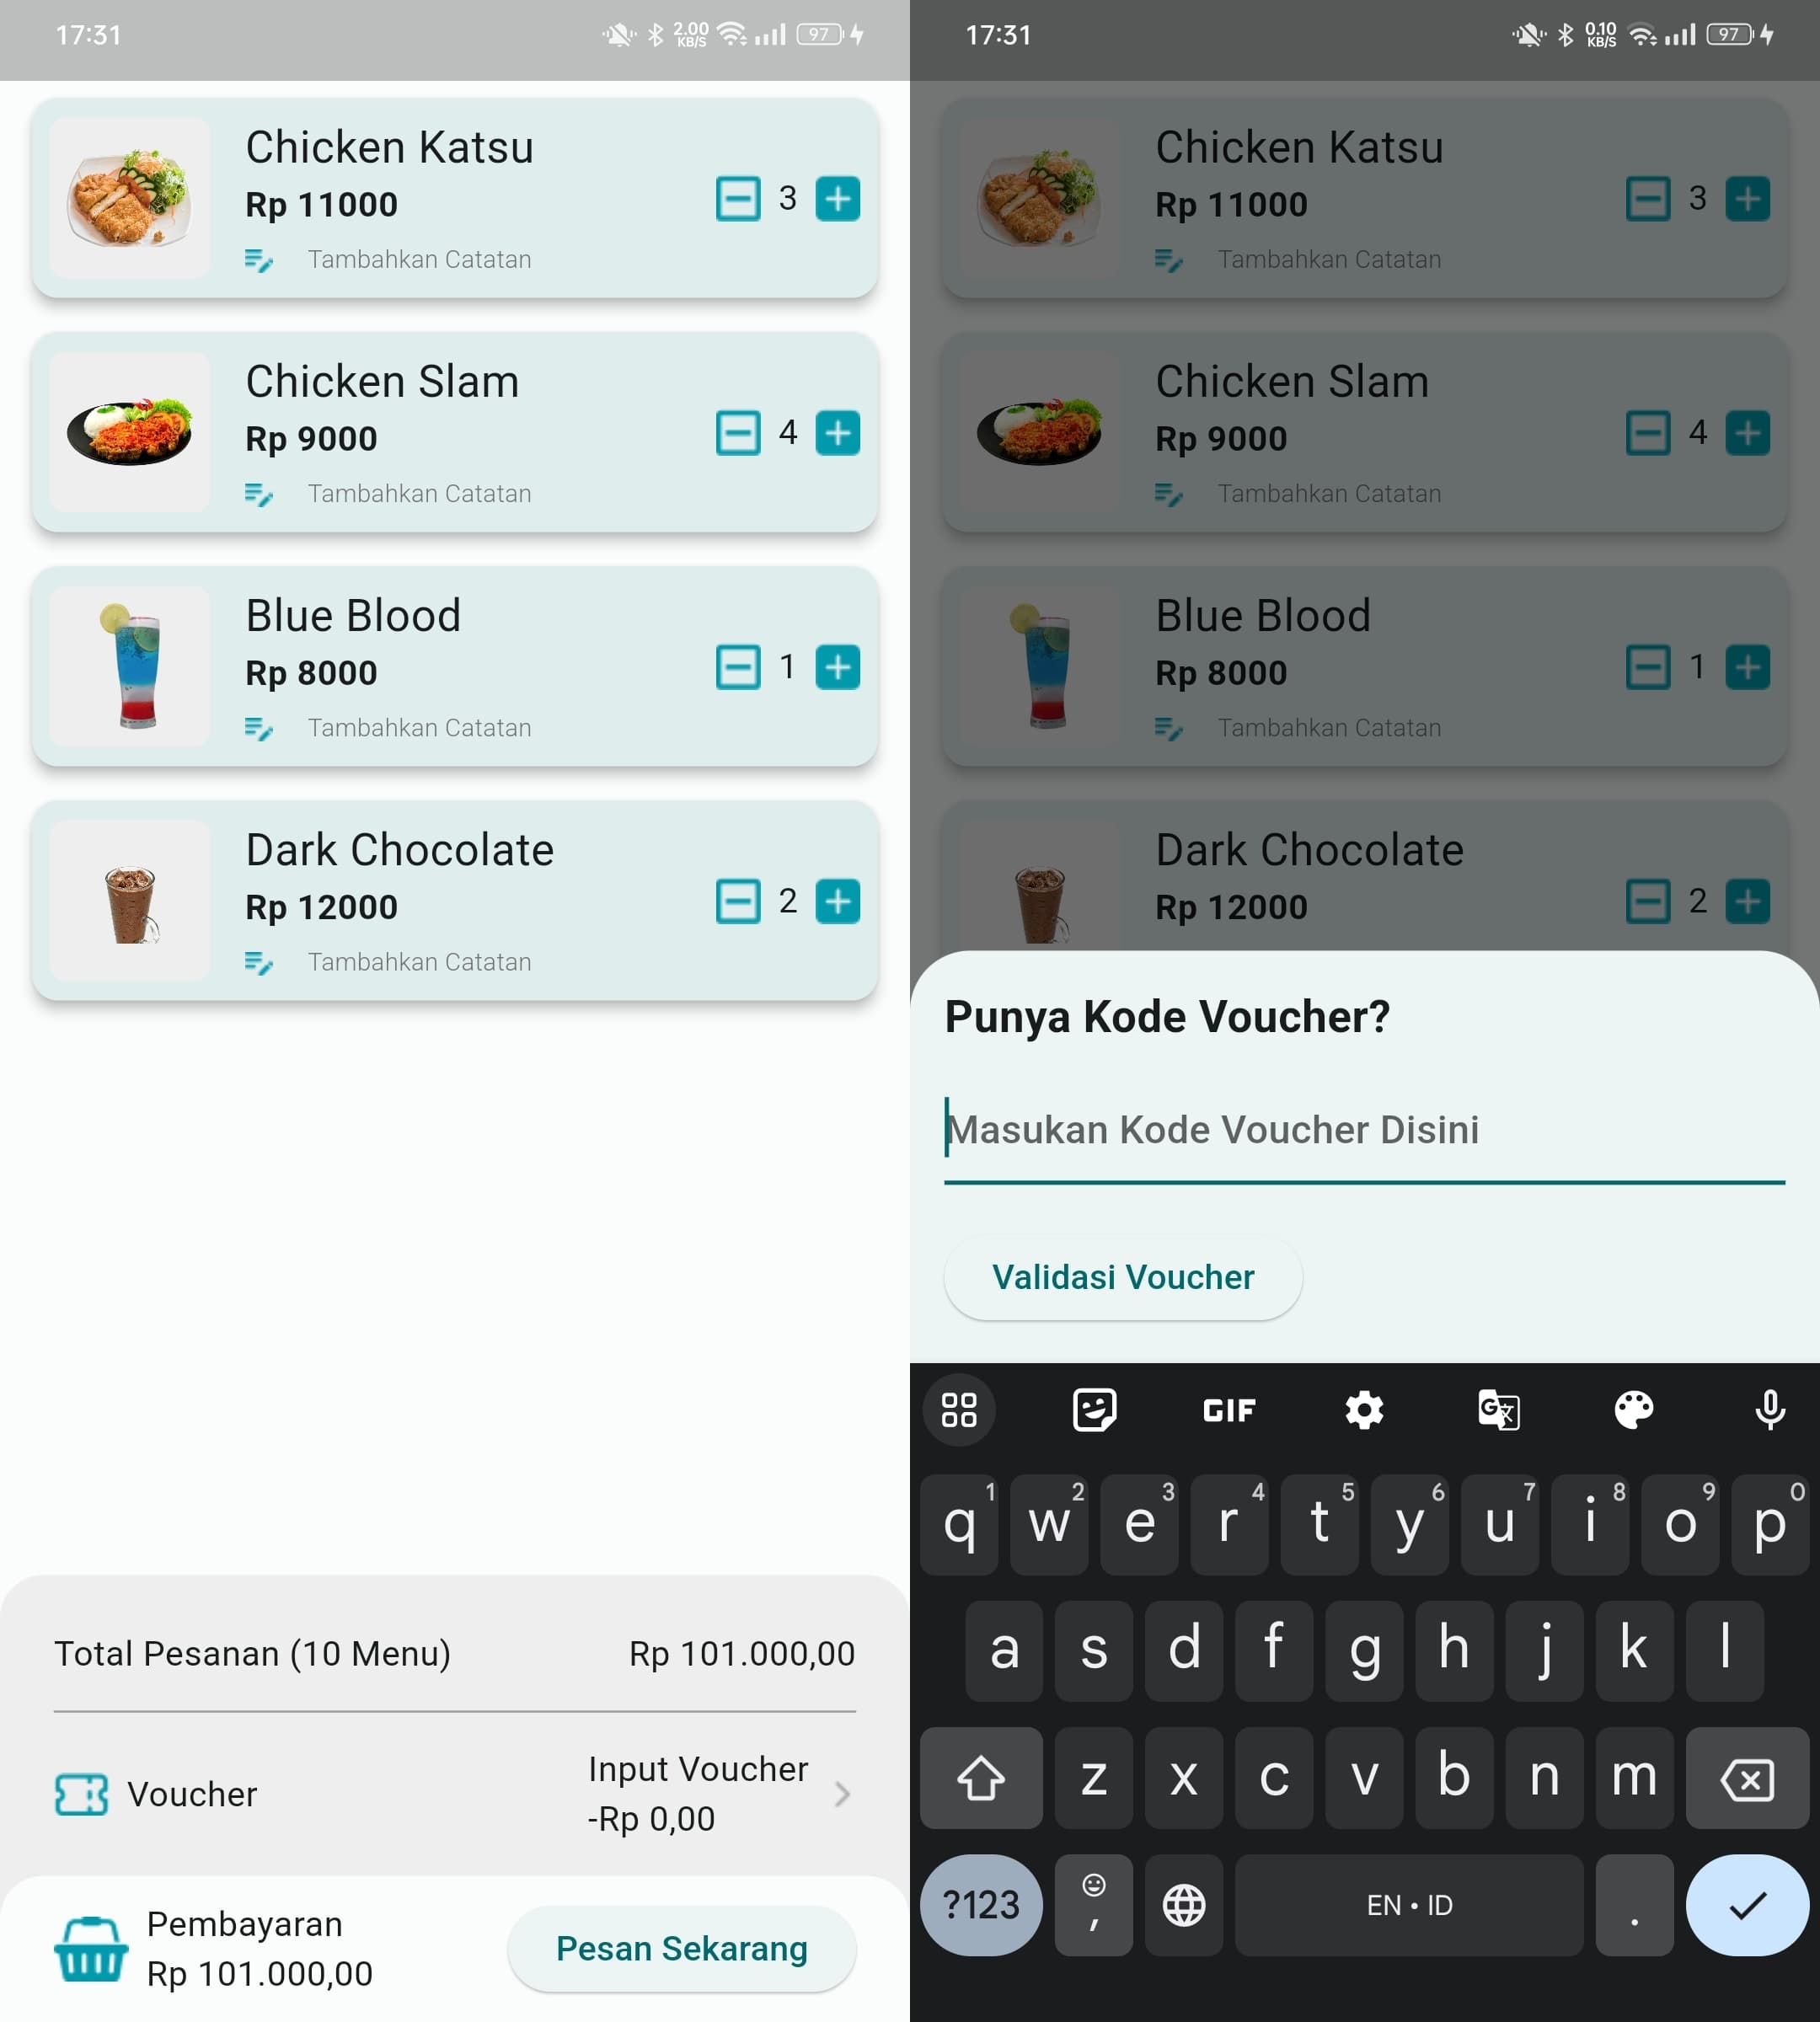 17:31
2.00
KB/S
97
Chicken Katsu
Rp 11000
3
Tambahkan Catatan
Chicken Slam
Rp 9000
4
Tambahkan Catatan
Blue Blood
Rp 8000
1
Tambahkan Catatan
Dark Chocolate
Rp 12000
2
Tambahkan Catatan
Total Pesanan (10 Menu) Rp 101.000,00
Voucher
Input Voucher
-Rp 0,00
Pembayaran
Rp 101.000,00
Pesan Sekarang
17:31
0.10
KB/S
97
Chicken Katsu
Rp 11000
3
Tambahkan Catatan
Chicken Slam
Rp 9000
4
Tambahkan Catatan
Blue Blood
Rp 8000
1
Tambahkan Catatan
Dark Chocolate
Rp 12000
2
Punya Kode Voucher?
Masukan Kode Voucher Disini
Validasi Voucher
GIF
G文
1 2 3 4 5 6 7 8 9 0
q w e r t y u i o p
a s d f g h j k l
z x c v b n m
?123 , EN • ID .